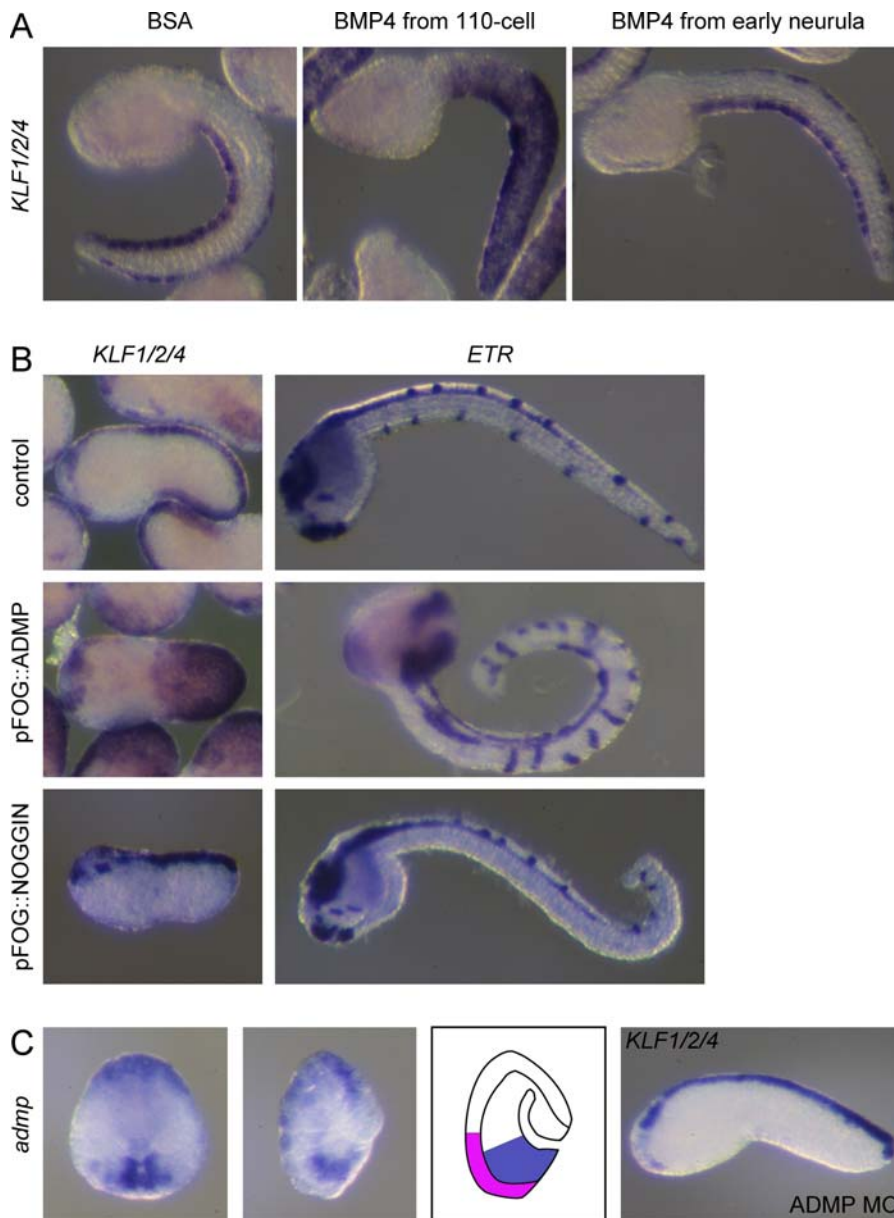 A
BSA
BMP4 from 110-cell
BMP4 from early neurula
KLF1/2/4
B
KLF1/2/4
ETR
control
pFOG::ADMP
pFOG::NOGGIN
C
admp
KLF1/2/4
ADMP MO